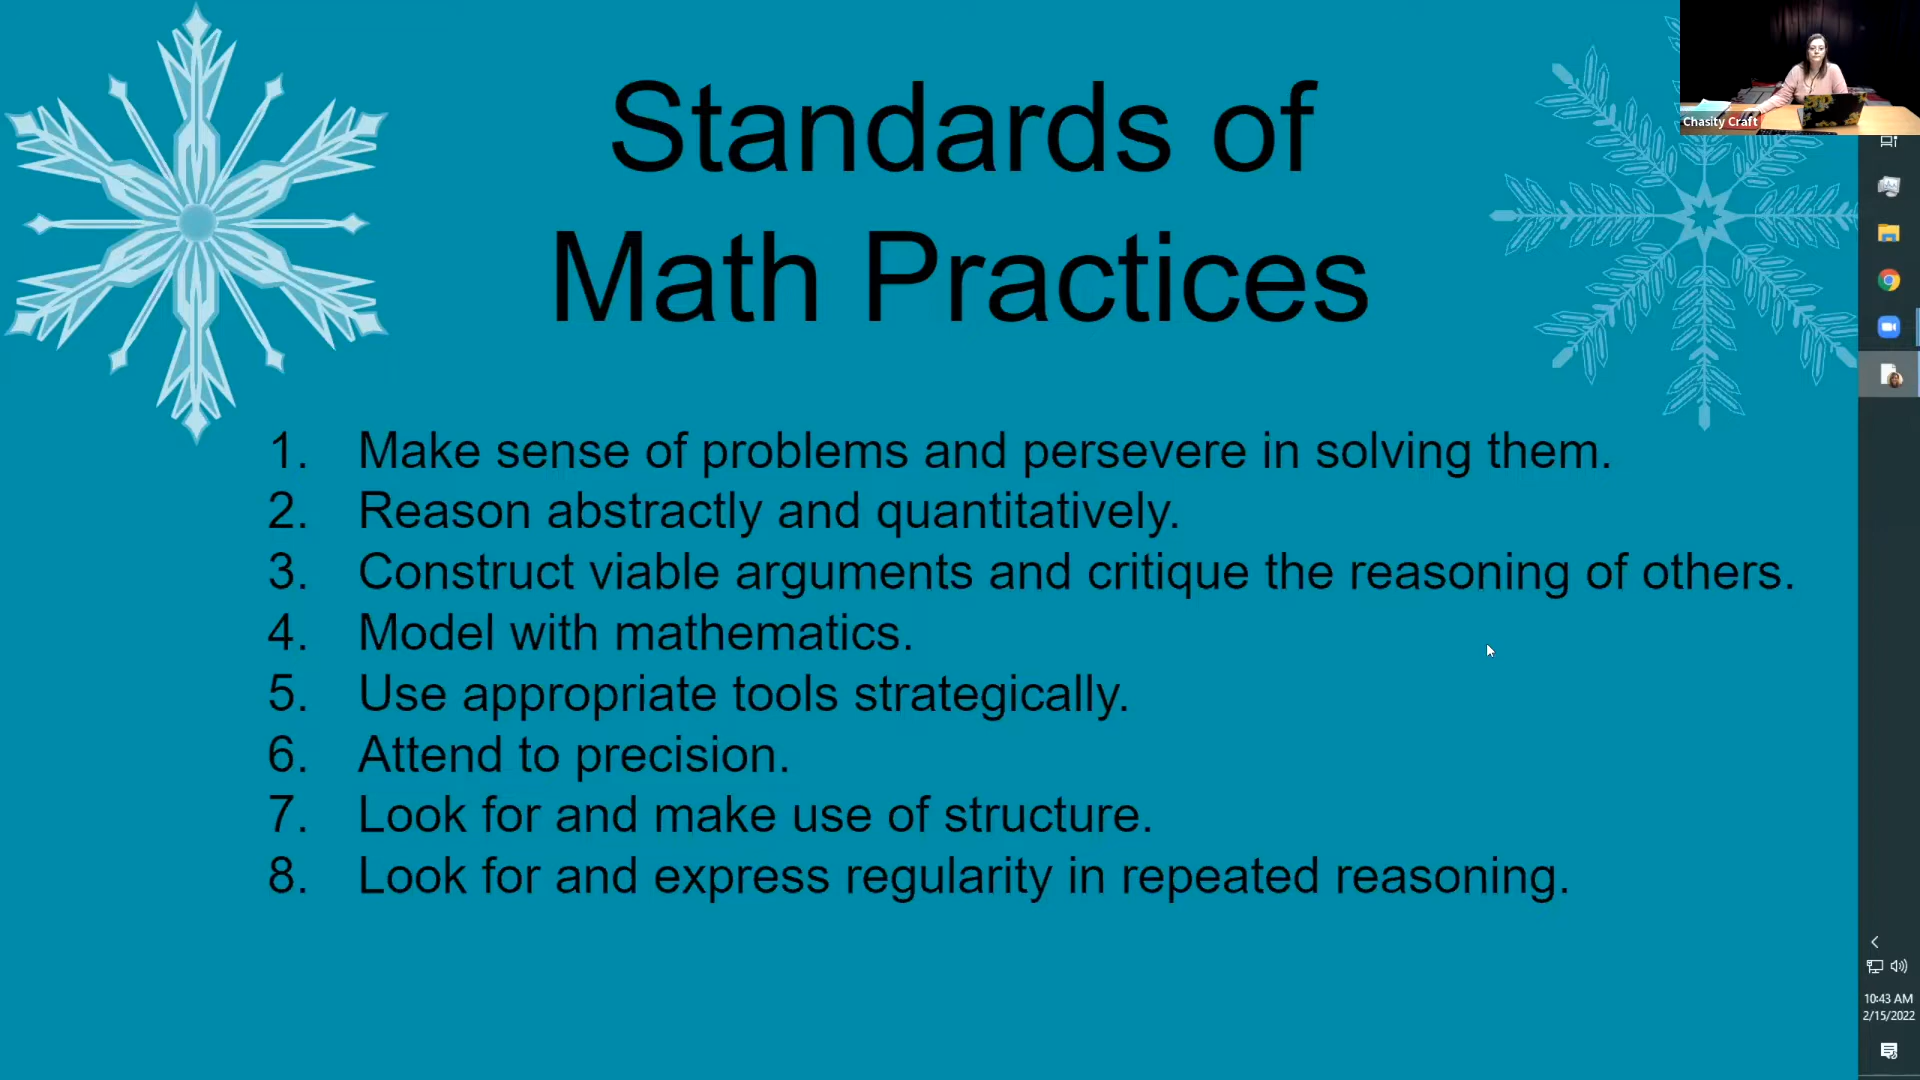 Standards of
Math Practices
Chasity Craft
1. Make sense of problems and persevere in solving them.
2. Reason abstractly and quantitatively.
3. Construct viable arguments and critique the reasoning of others.
4. Model with mathematics.
5. Use appropriate tools strategically.
6. Attend to precision.
7. Look for and make use of structure.
8. Look for and express regularity in repeated reasoning.
10:43 AM
2/15/2022